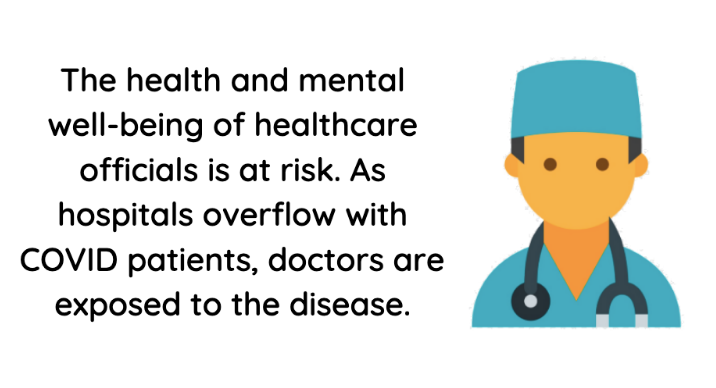 The health and mental
well-being of healthcare
officials is at risk. As
hospitals overflow with
COVID patients, doctors are
exposed to the disease.